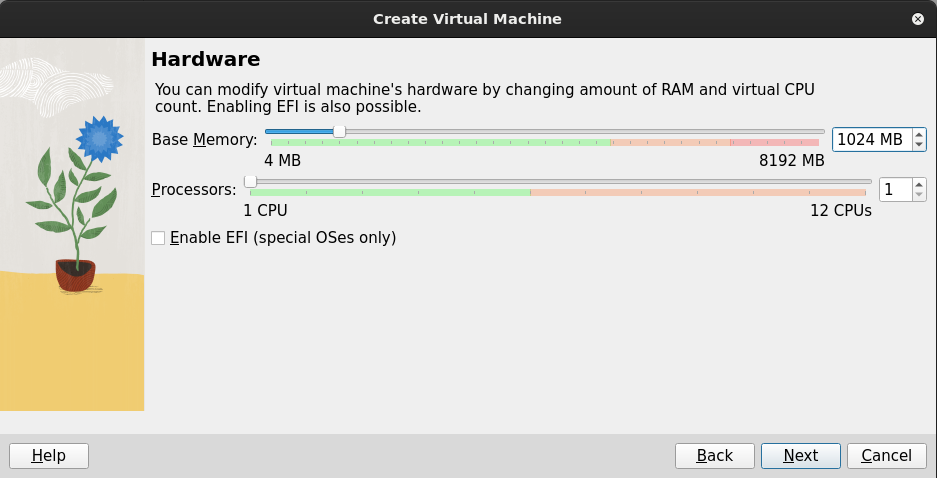 Create Virtual Machine
Hardware
You can modify virtual machine's hardware by changing amount of RAM and virtual CPU
count. Enabling EFI is also possible.
Base Memory: 1024 MB
4 MB 8192 MB
Processors: 1
1 CPU 12 CPUs
Enable EFI (special OSes only)
Help Back Next Cancel